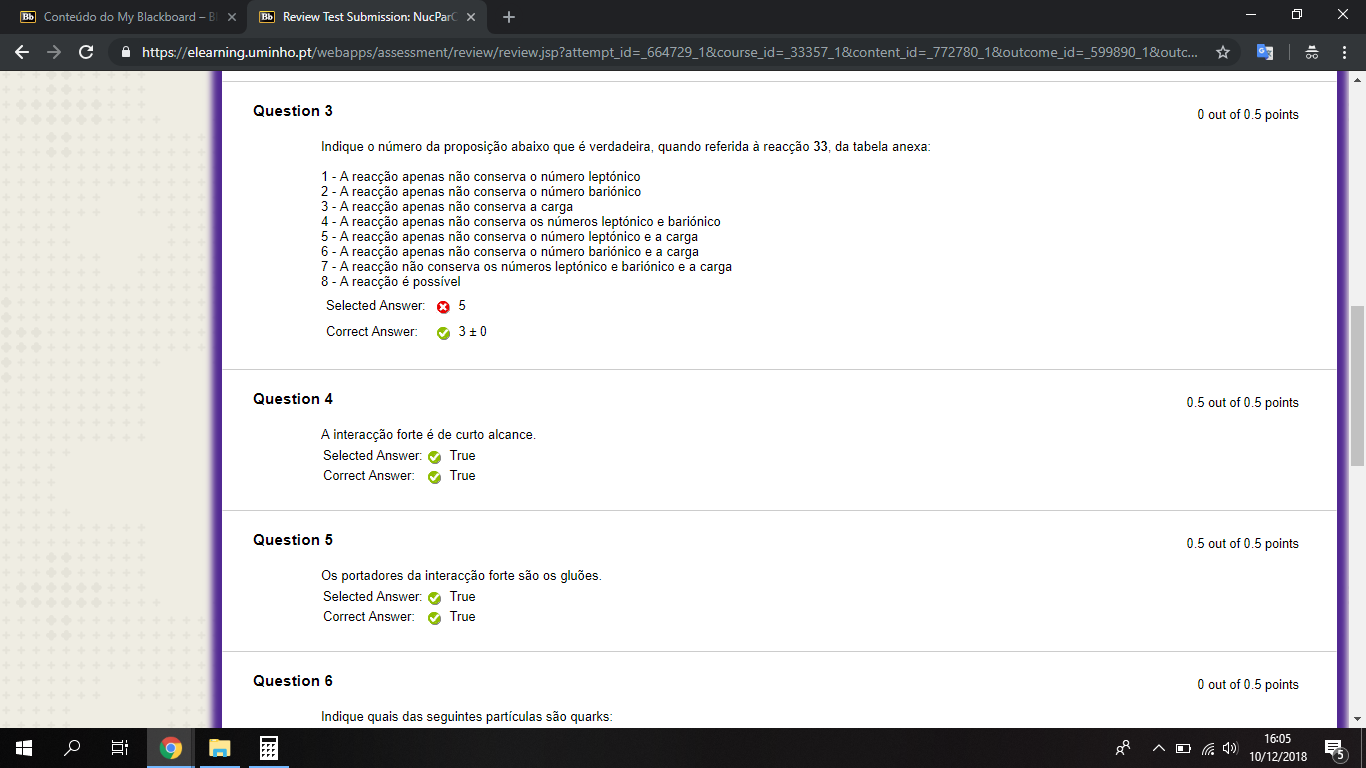 Conteúdo do My Blackboard – Bl
Review Test Submission: NucParC
https://elearning.uminho.pt/webapps/assessment/review/review.jsp?attempt_id=_664729_1&course_id=_33357_1&content_id=_772780_1&outcome_id=_599890_1&outc...
Question 3
0 out of 0.5 points
Indique o número da proposição abaixo que é verdadeira, quando referida à reacção 33, da tabela anexa:
1 - A reacção apenas não conserva o número leptónico
2 - A reacção apenas não conserva o número bariónico
3 - A reacção apenas não conserva a carga
4 - A reacção apenas não conserva os números leptónico e bariónico
5 - A reacção apenas não conserva o número leptónico e a carga
6 - A reacção apenas não conserva o número bariónico e a carga
7 - A reacção não conserva os números leptónico e bariónico e a carga
8 - A reacção é possível
Selected Answer: 5
Correct Answer: 3 ± 0
Question 4
0.5 out of 0.5 points
A interacção forte é de curto alcance.
Selected Answer: True
Correct Answer: True
Question 5
0.5 out of 0.5 points
Os portadores da interacção forte são os gluões.
Selected Answer: True
Correct Answer: True
Question 6
0 out of 0.5 points
Indique quais das seguintes partículas são quarks:
16:05
10/12/2018
5